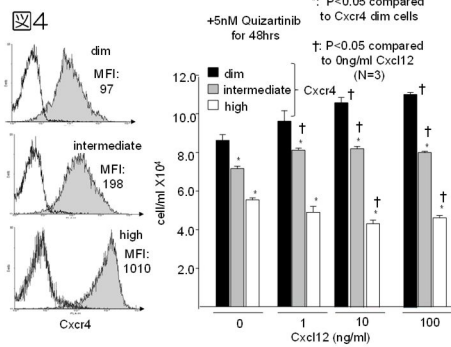 図4
dim
MFI:
97
intermediate
MFI:
198
high
MFI:
1010
Cxcr4
+5nM Quizartinib
for 48hrs
*: P<0.05 compared
to Cxcr4 dim cells
†: P<0.05 compared
to 0ng/ml Cxcl12
(N=3)
dim
intermediate
high
Cxcr4
cell/ml X10⁴
12.0
10.0
8.0
6.0
4.0
2.0
* * † * * † * † * † * † * † *
0 1 10 100
Cxcl12 (ng/ml)